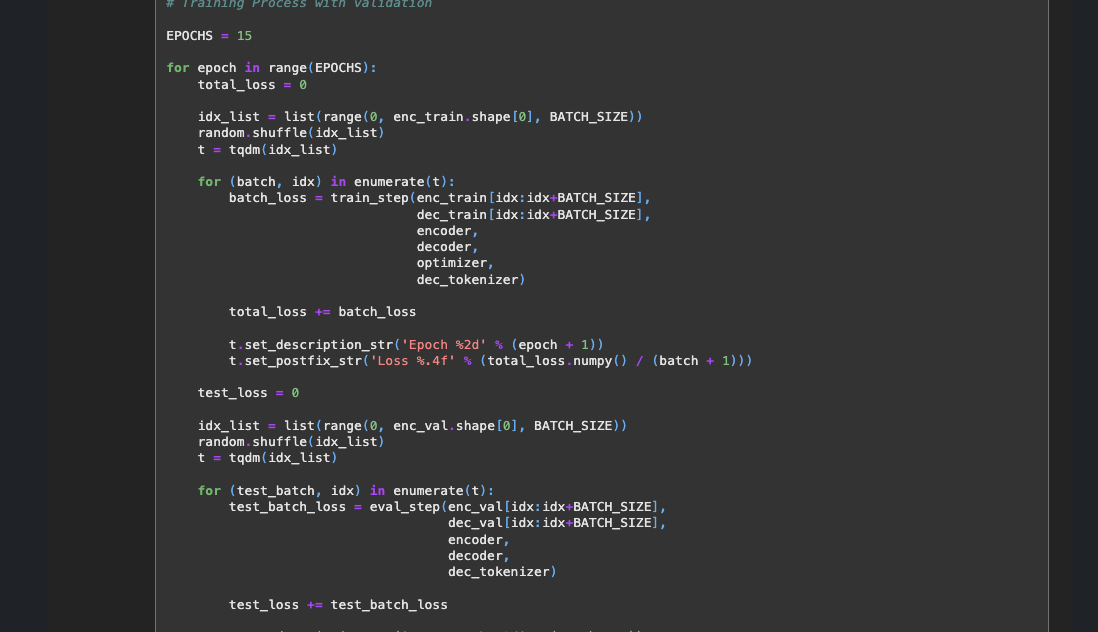 # Training Process with validation
EPOCHS = 15
for epoch in range(EPOCHS):
    total_loss = 0
    idx_list = list(range(0, enc_train.shape[0], BATCH_SIZE))
    random.shuffle(idx_list)
    t = tqdm(idx_list)
    for (batch, idx) in enumerate(t):
        batch_loss = train_step(enc_train[idx:idx+BATCH_SIZE],
                                dec_train[idx:idx+BATCH_SIZE],
                                encoder,
                                decoder,
                                optimizer,
                                dec_tokenizer)
        total_loss += batch_loss
        t.set_description_str('Epoch %2d' % (epoch + 1))
        t.set_postfix_str('Loss %.4f' % (total_loss.numpy() / (batch + 1)))
    test_loss = 0
    idx_list = list(range(0, enc_val.shape[0], BATCH_SIZE))
    random.shuffle(idx_list)
    t = tqdm(idx_list)
    for (test_batch, idx) in enumerate(t):
        test_batch_loss = eval_step(enc_val[idx:idx+BATCH_SIZE],
                                    dec_val[idx:idx+BATCH_SIZE],
                                    encoder,
                                    decoder,
                                    dec_tokenizer)
        test_loss += test_batch_loss